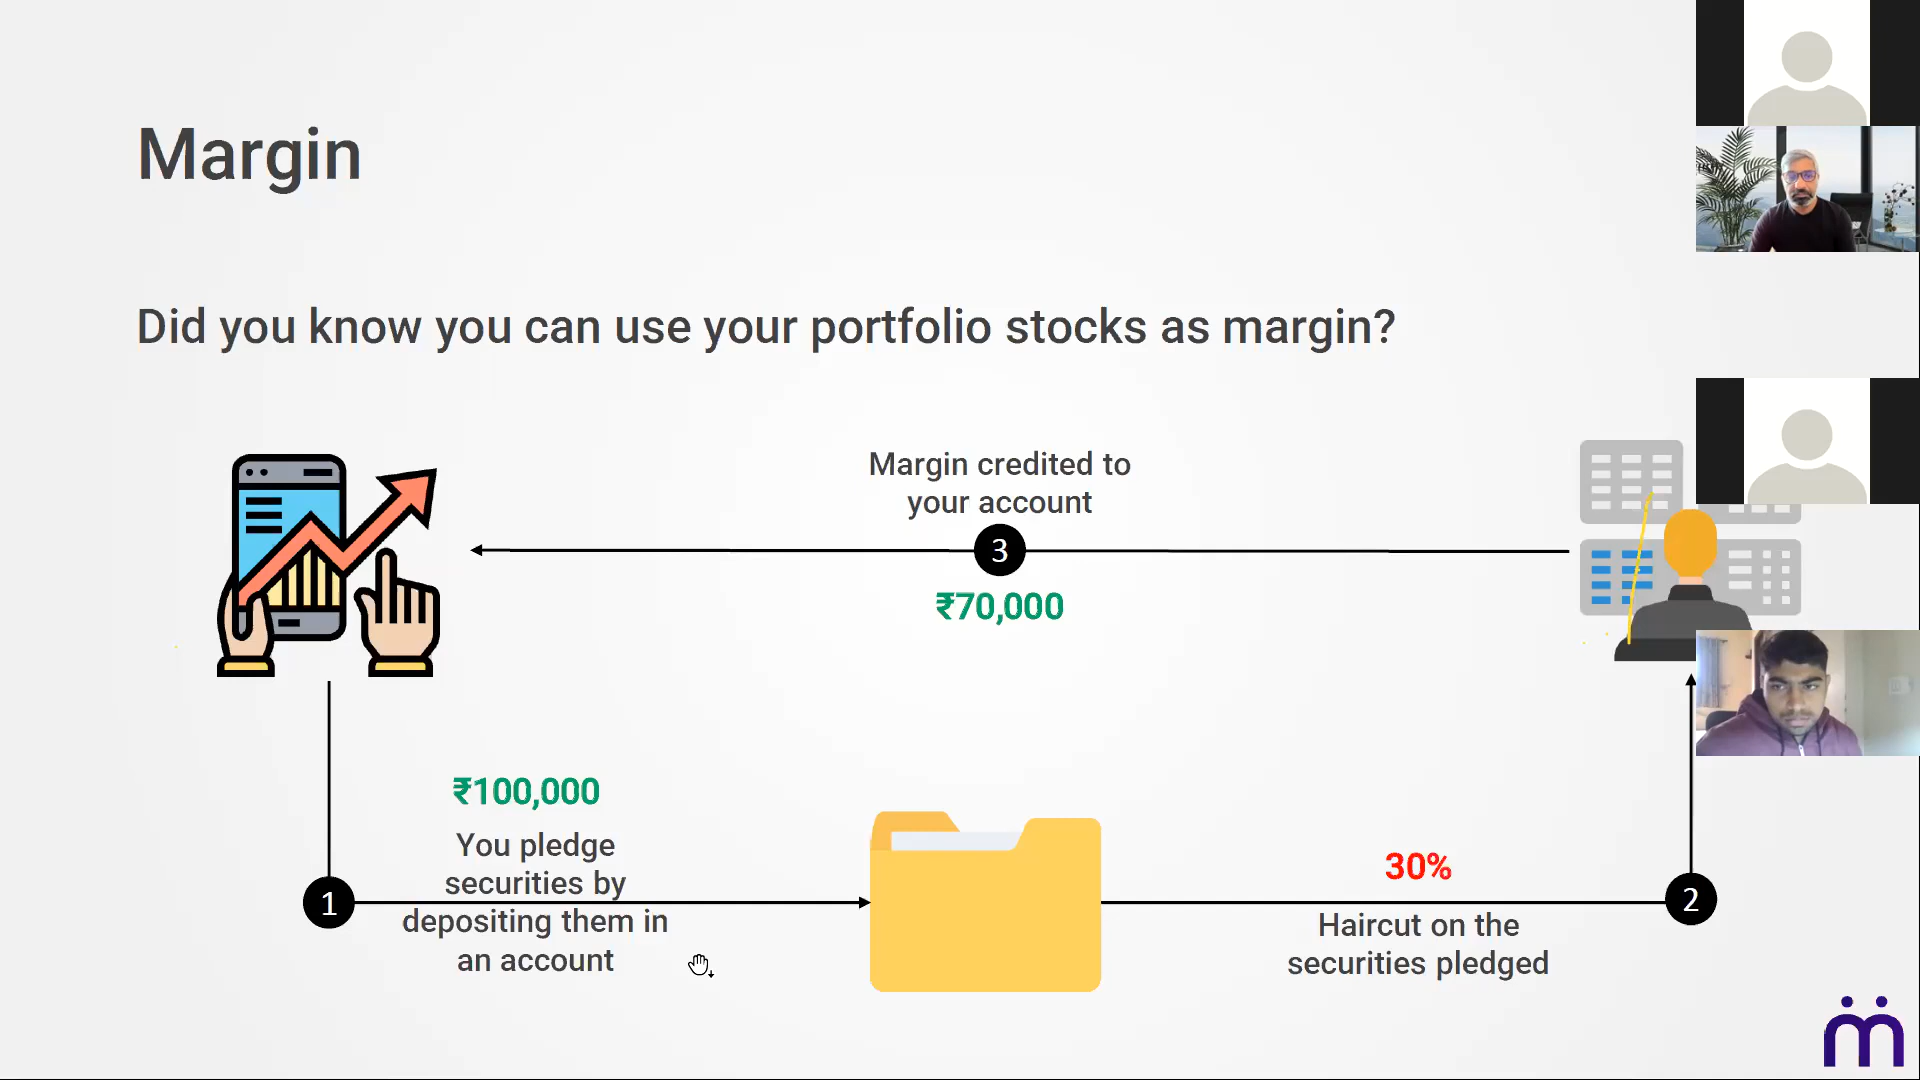 Margin
Did you know you can use your portfolio stocks as margin?
Margin credited to
your account
3
₹70,000
₹100,000
You pledge
securities by
depositing them in
an account
1
30%
Haircut on the
securities pledged
2